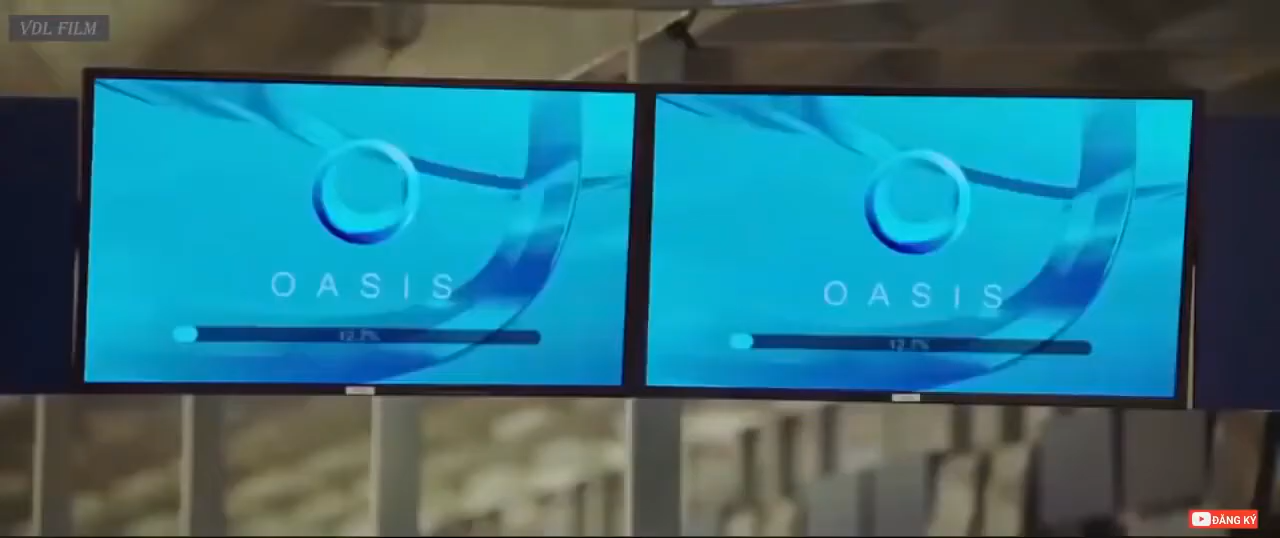 VDL FILM
OASIS
12.7%
OASIS
12.7%
ĐĂNG KÝ